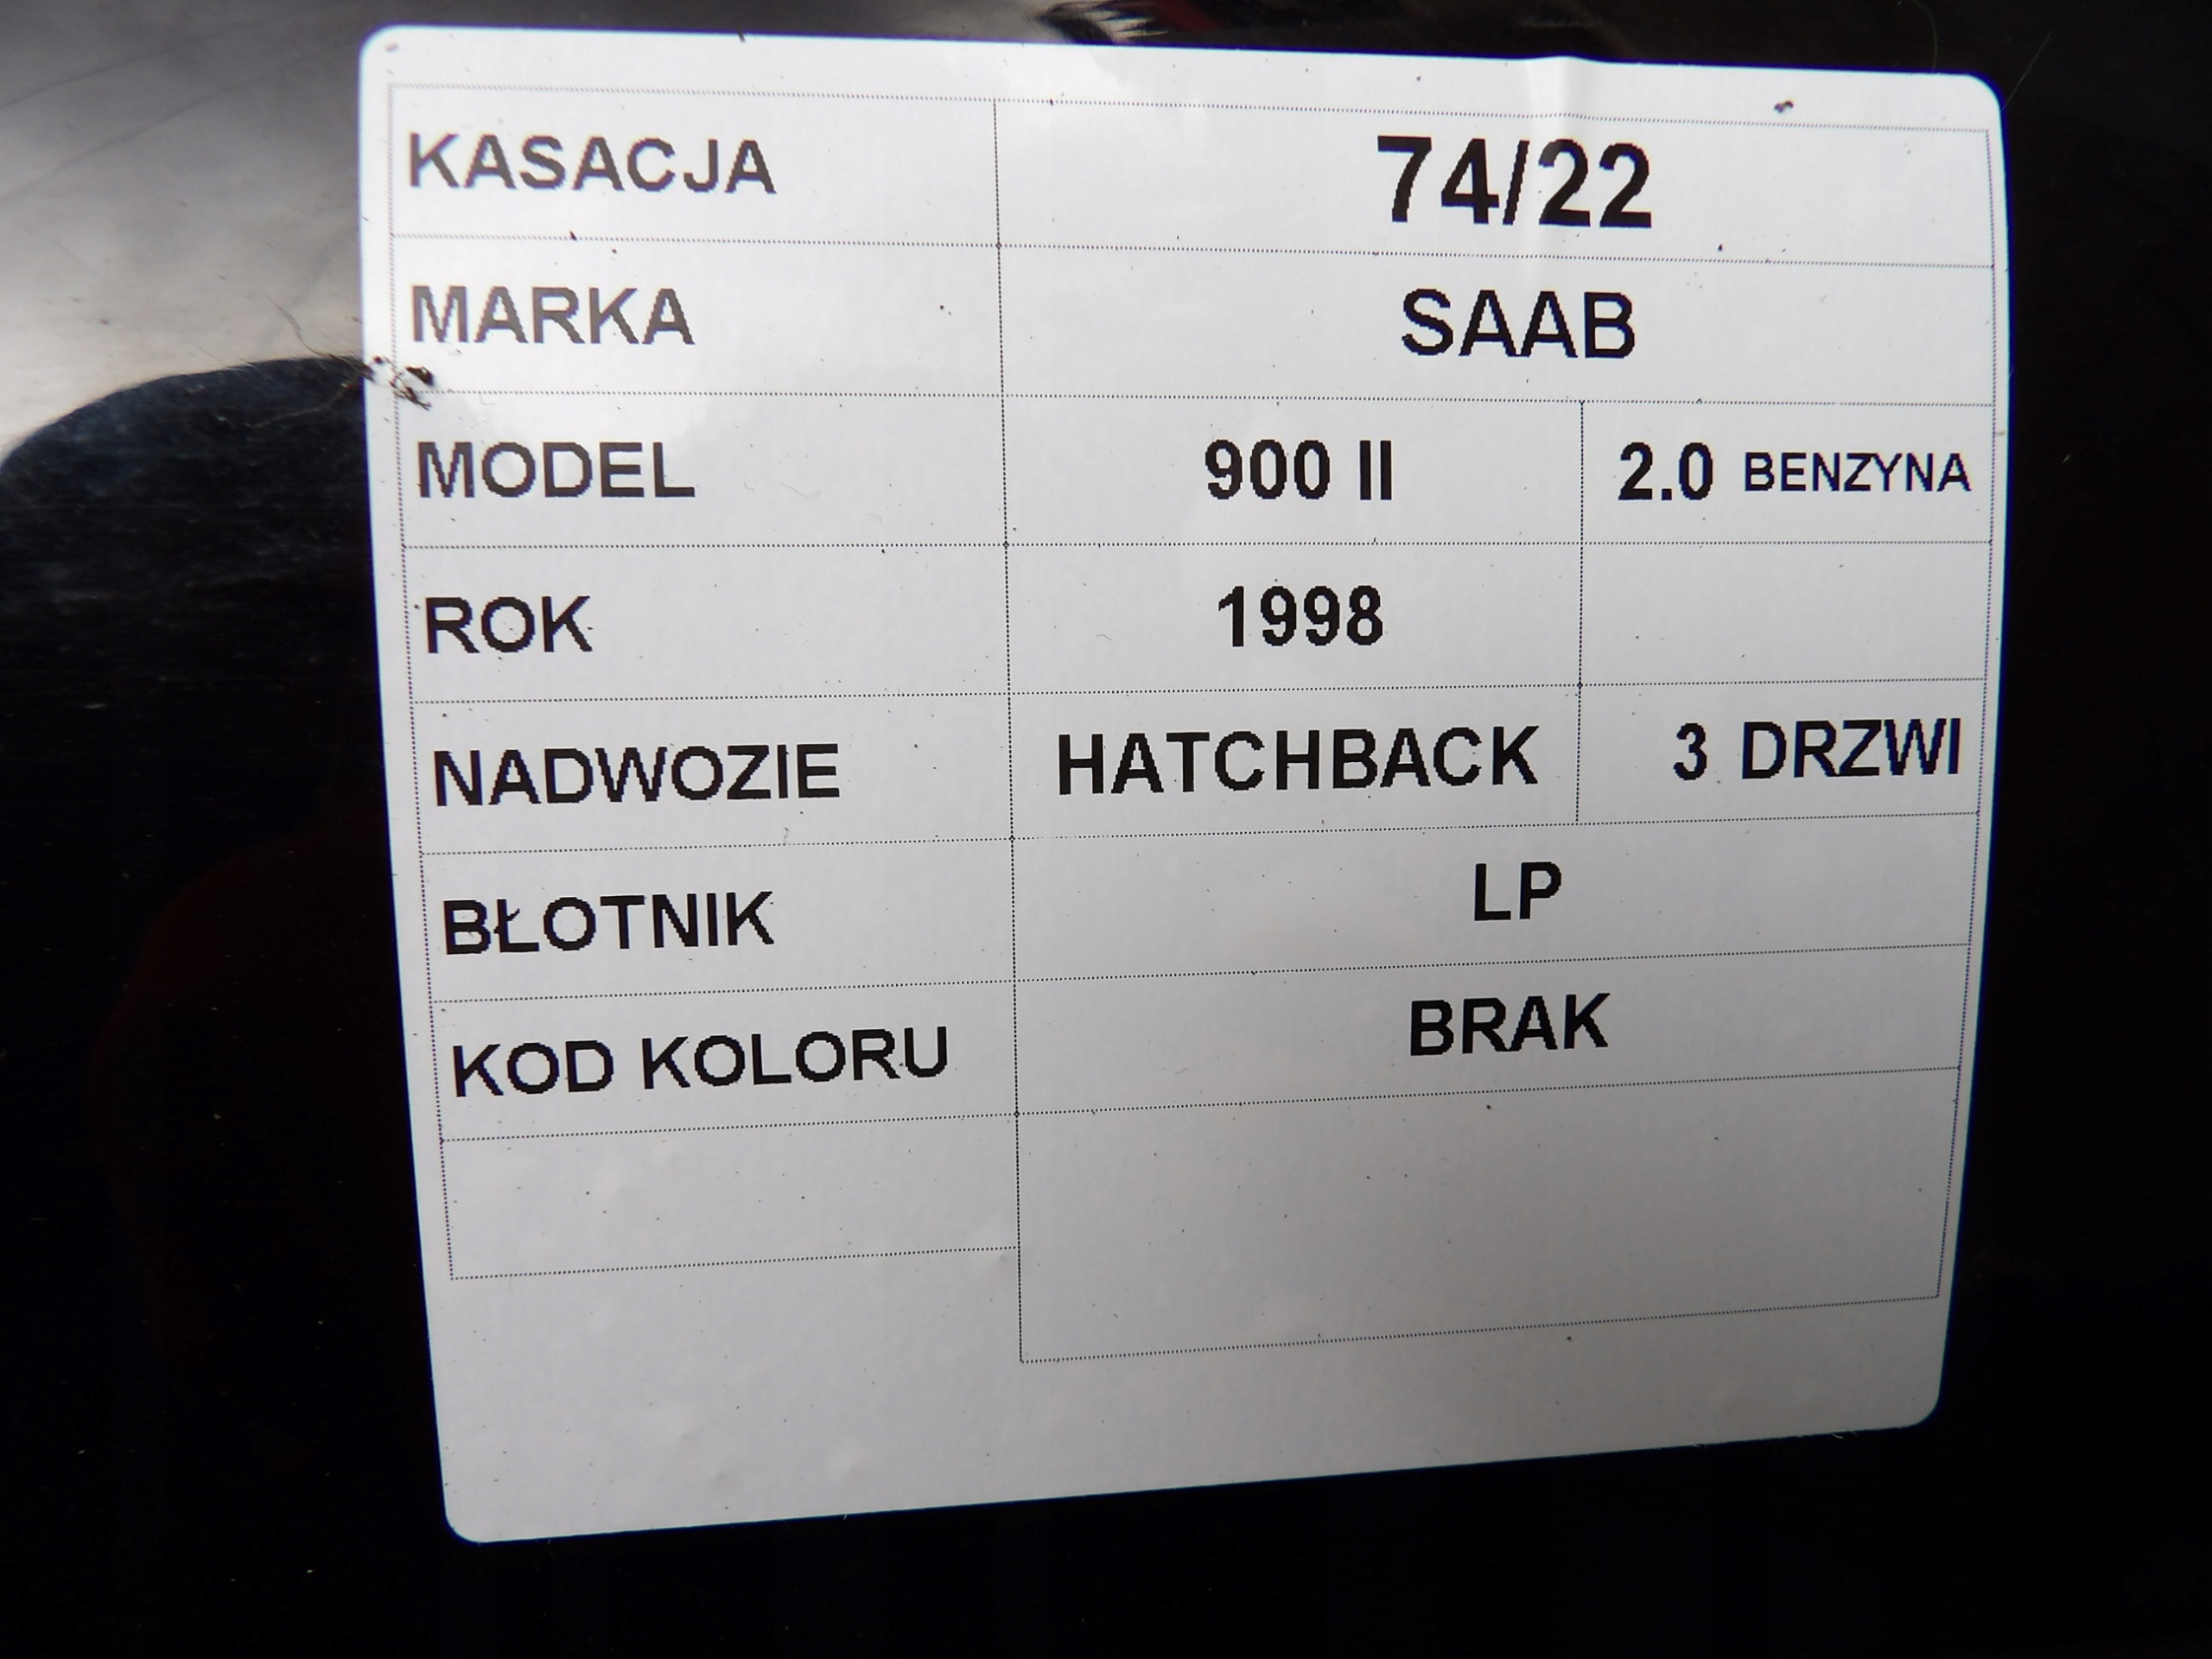 KASACJA 74/22
MARKA SAAB
MODEL 900 II 2.0 BENZYNA
ROK 1998
NADWOZIE HATCHBACK 3 DRZWI
BŁOTNIK LP
KOD KOLORU BRAK